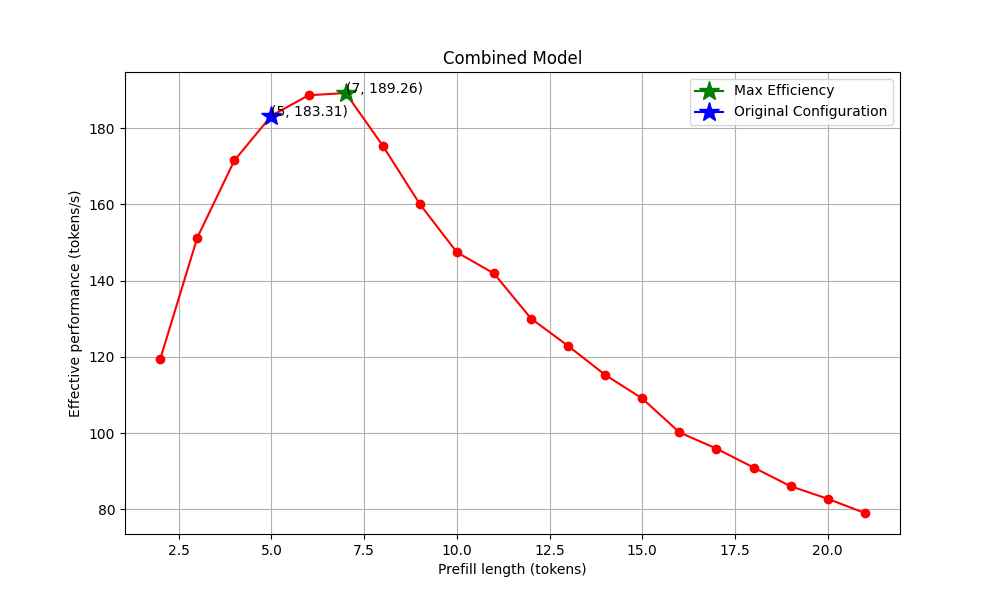 Combined Model
Max Efficiency
Original Configuration
(7, 189.26)
(5, 183.31)
Effective performance (tokens/s)
180
160
140
120
100
80
2.5 5.0 7.5 10.0 12.5 15.0 17.5 20.0
Prefill length (tokens)